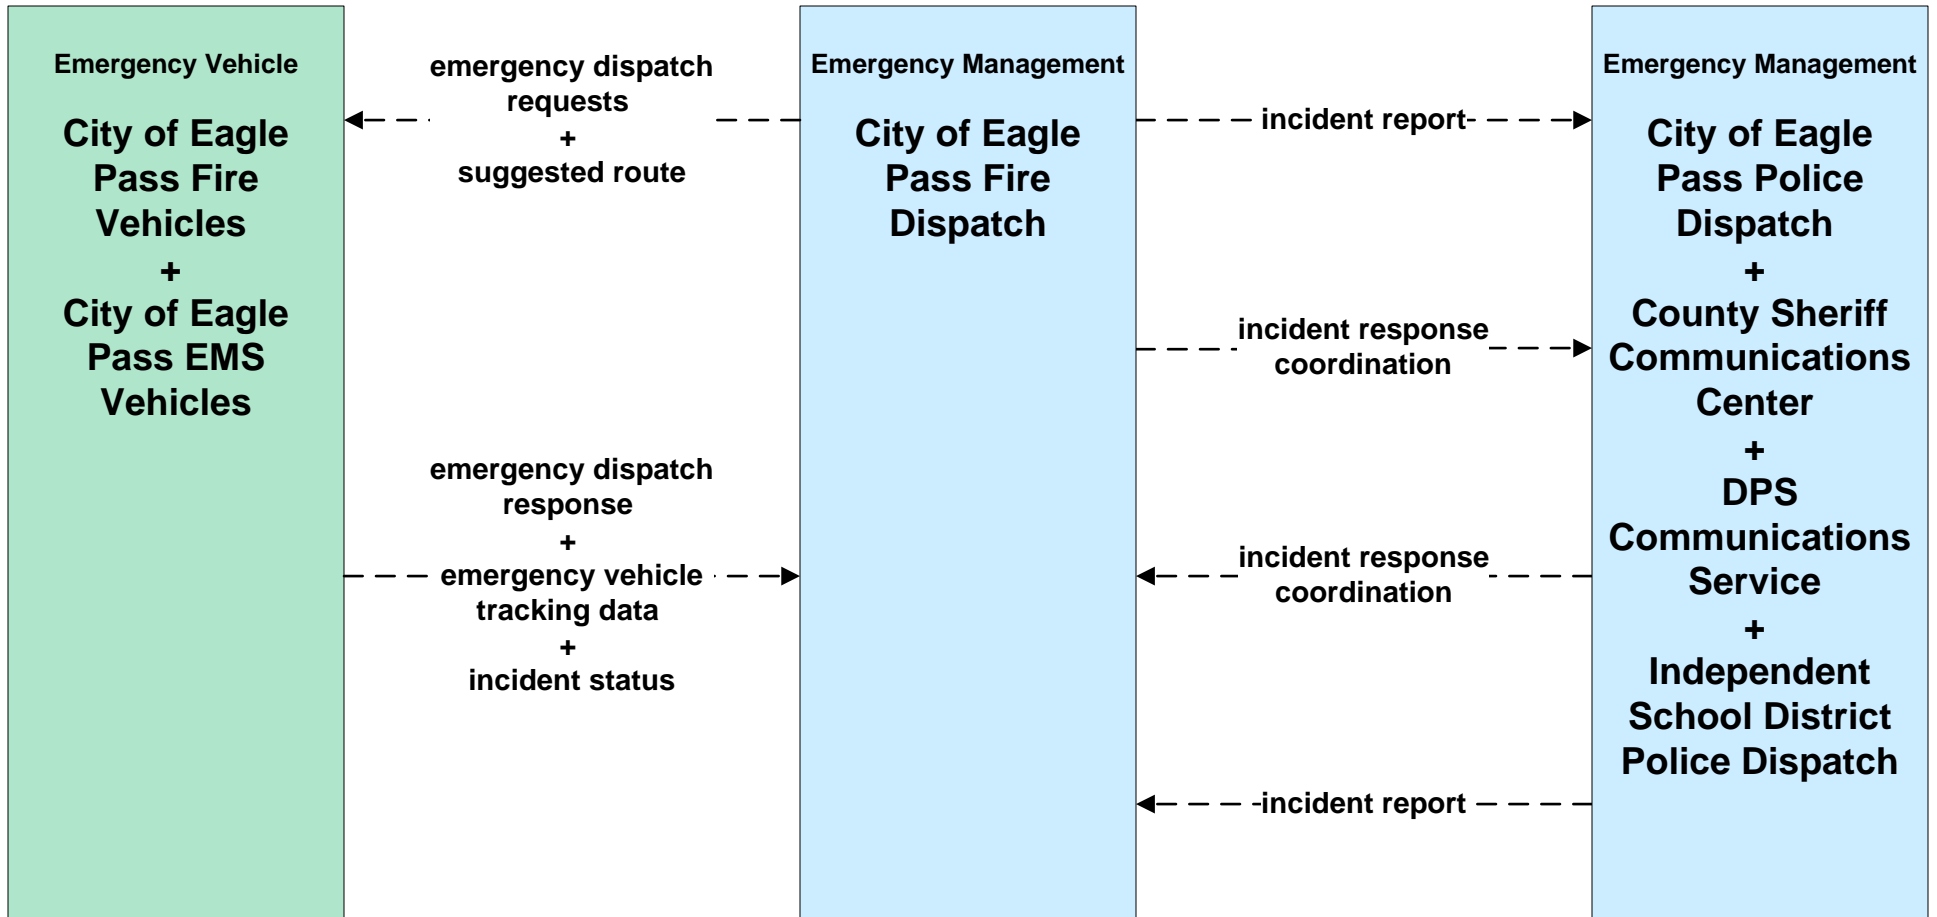 Emergency Vehicle
City of Eagle
Pass Fire
Vehicles
+
City of Eagle
Pass EMS
Vehicles
emergency dispatch
requests
+
suggested route
emergency dispatch
response
+
emergency vehicle
tracking data
+
incident status
Emergency Management
City of Eagle
Pass Fire
Dispatch
incident report
incident response
coordination
incident response
coordination
incident report
Emergency Management
City of Eagle
Pass Police
Dispatch
+
County Sheriff
Communications
Center
+
DPS
Communications
Service
+
Independent
School District
Police Dispatch